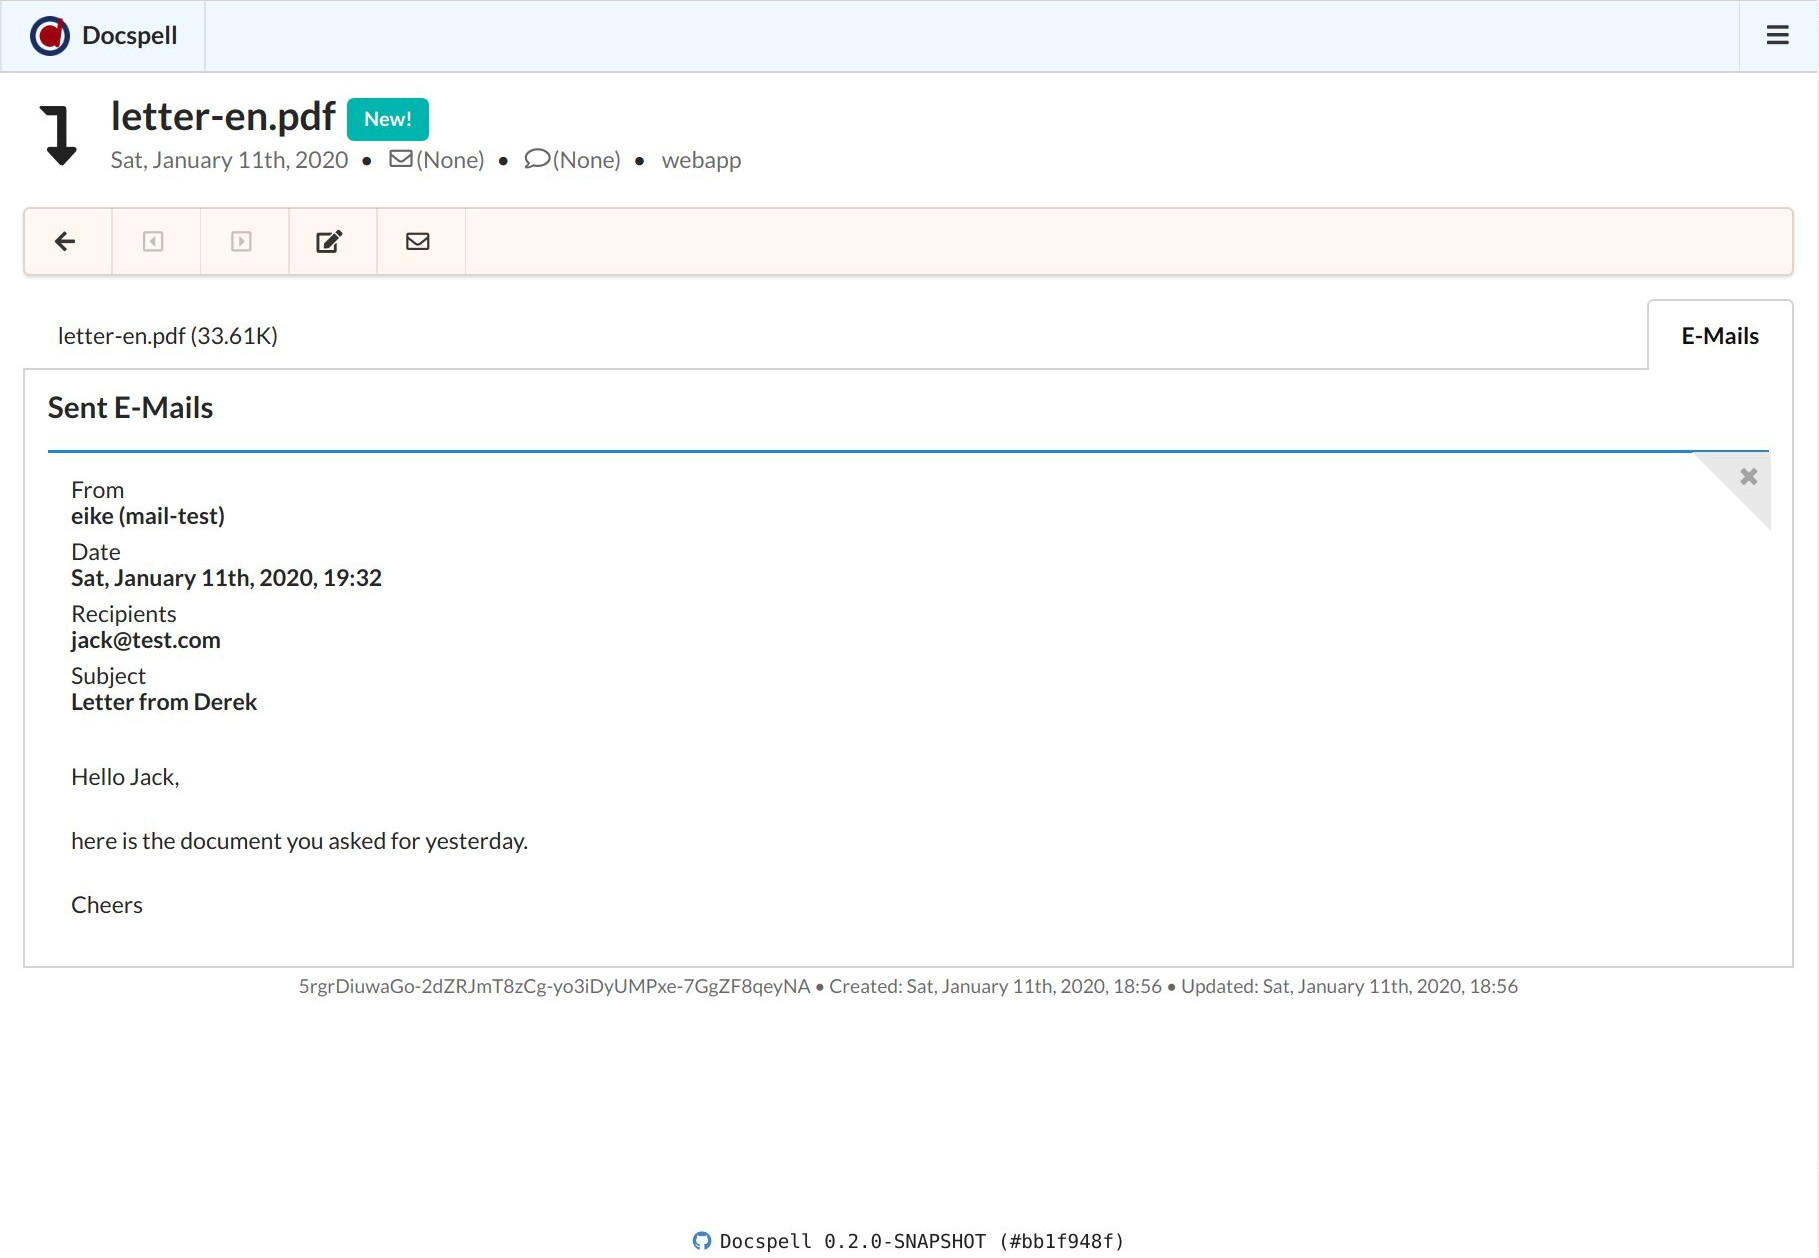 Docspell
letter-en.pdf New!
Sat, January 11th, 2020 • (None) • (None) • webapp
letter-en.pdf (33.61K)
E-Mails
Sent E-Mails
From
eike (mail-test)
Date
Sat, January 11th, 2020, 19:32
Recipients
jack@test.com
Subject
Letter from Derek
Hello Jack,
here is the document you asked for yesterday.
Cheers
5rgrDiuwaGo-2dZRJmT8zCg-yo3iDyUMPxe-7GgZF8qeyNA • Created: Sat, January 11th, 2020, 18:56 • Updated: Sat, January 11th, 2020, 18:56
Docspell 0.2.0-SNAPSHOT (#bb1f948f)